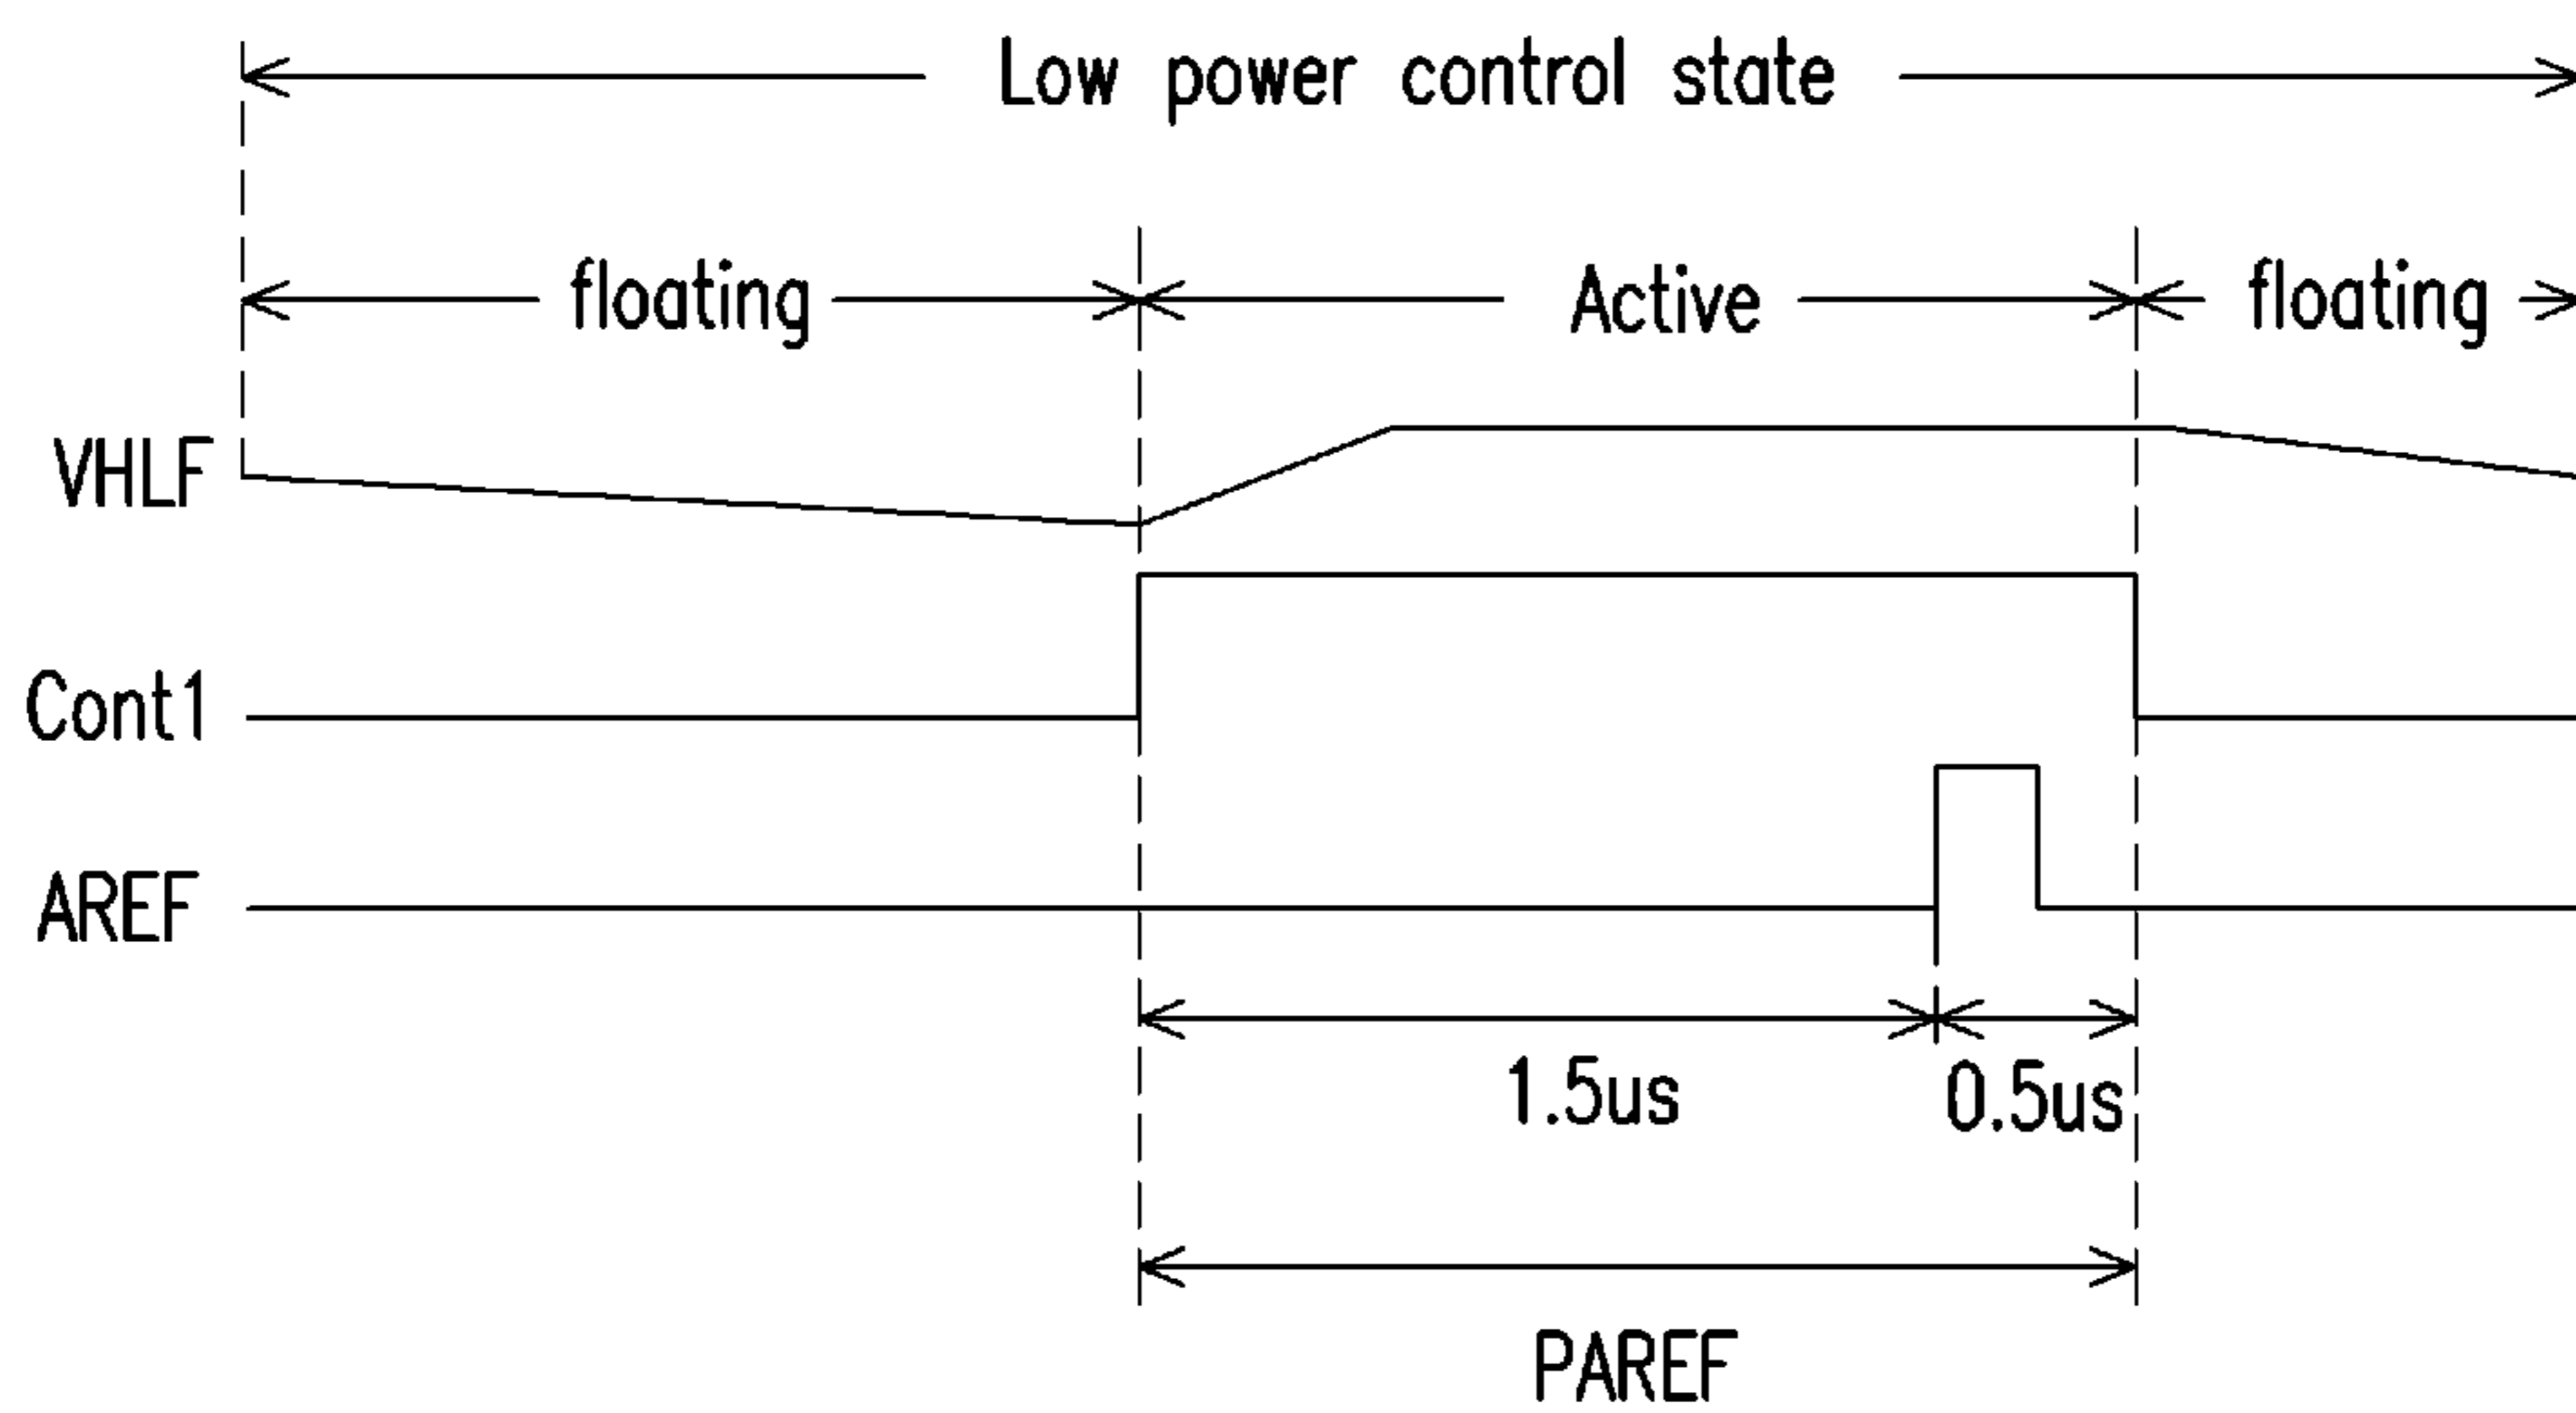 Low power control state
floating Active floating
VHLF
Cont1
AREF
1.5us 0.5us
PAREF